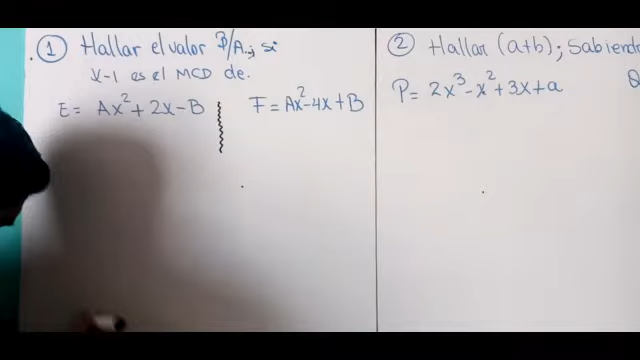 ① Hallar el valor B/A.; si
x-1 es el MCD de.
E = Ax² + 2x - B
F = Ax² - 4x + B
② Hallar (a+b); Sabiendo
P = 2x³ - x² + 3x + a
Q